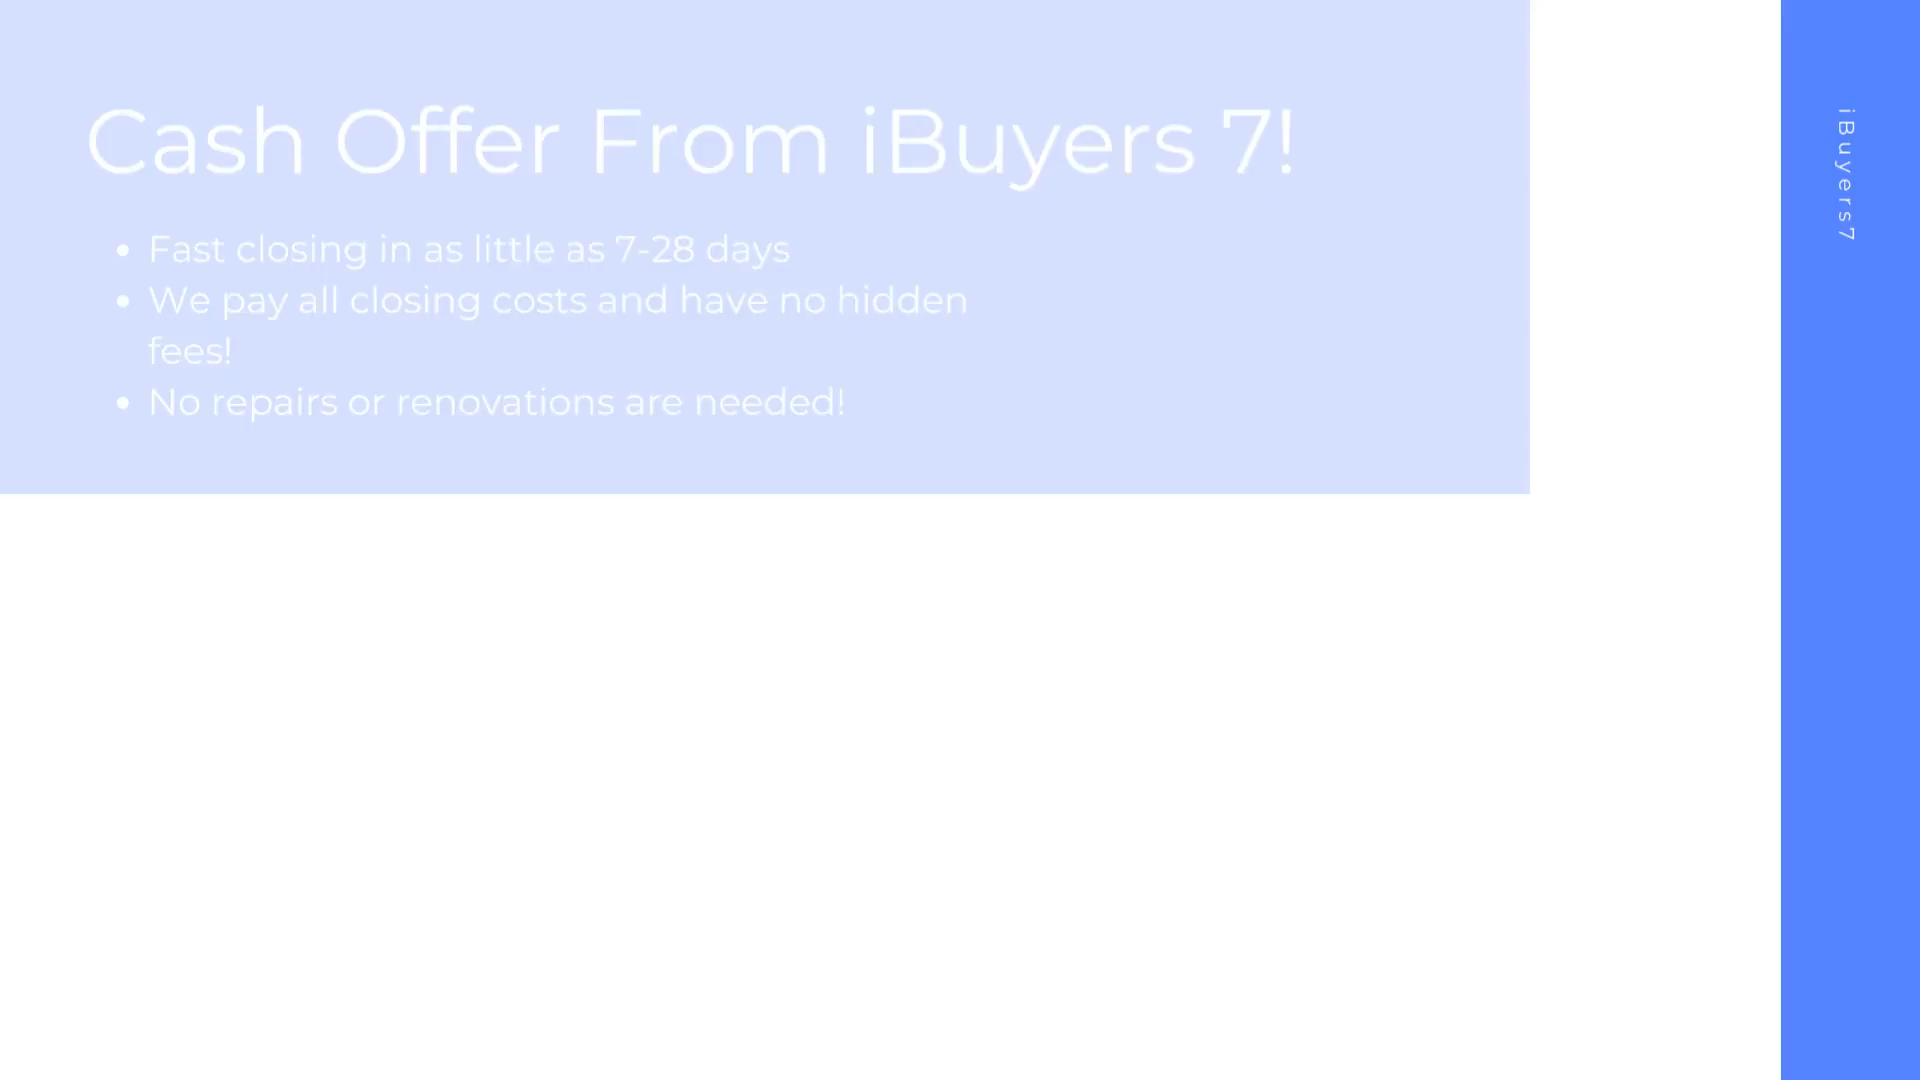 Cash Offer From iBuyers 7!
• Fast closing in as little as 7-28 days
• We pay all closing costs and have no hidden
fees!
• No repairs or renovations are needed!
iBuyers7